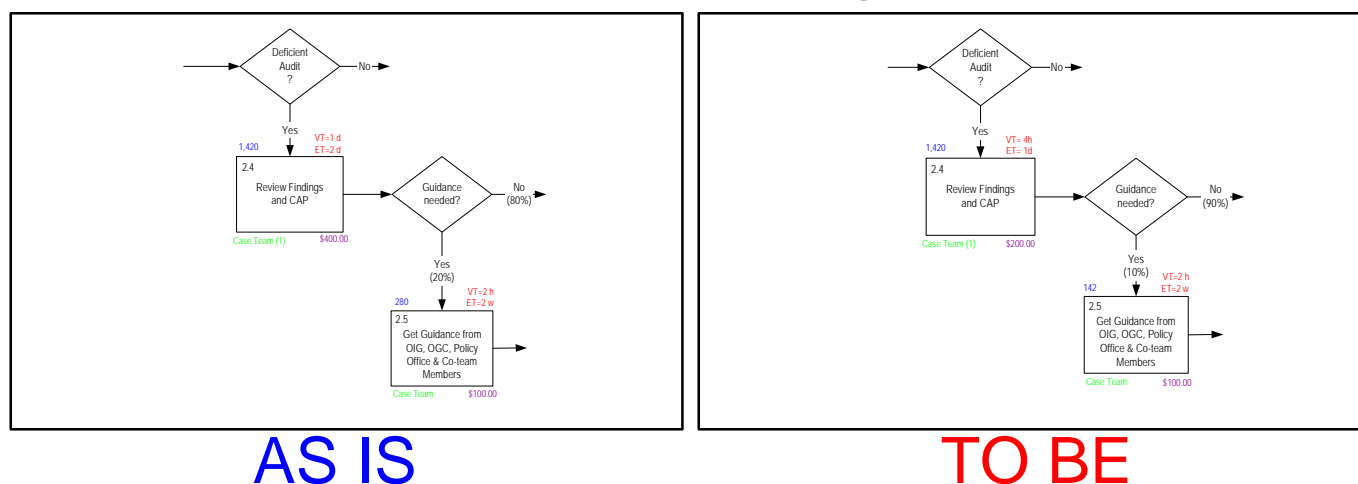 Deficient
Audit
?
No
Yes
1,420
VT=1 d
ET=2 d
2.4
Review Findings
and CAP
Case Team (1)
$400.00
Guidance
needed?
No
(80%)
Yes
(20%)
280
VT=2 h
ET=2 w
2.5
Get Guidance from
OIG, OGC, Policy
Office & Co-team
Members
Case Team
$100.00
AS IS
Deficient
Audit
?
No
Yes
1,420
VT= 4h
ET= 1d
2.4
Review Findings
and CAP
Case Team (1)
$200.00
Guidance
needed?
No
(90%)
Yes
(10%)
142
VT=2 h
ET=2 w
2.5
Get Guidance from
OIG, OGC, Policy
Office & Co-team
Members
Case Team
$100.00
TO BE